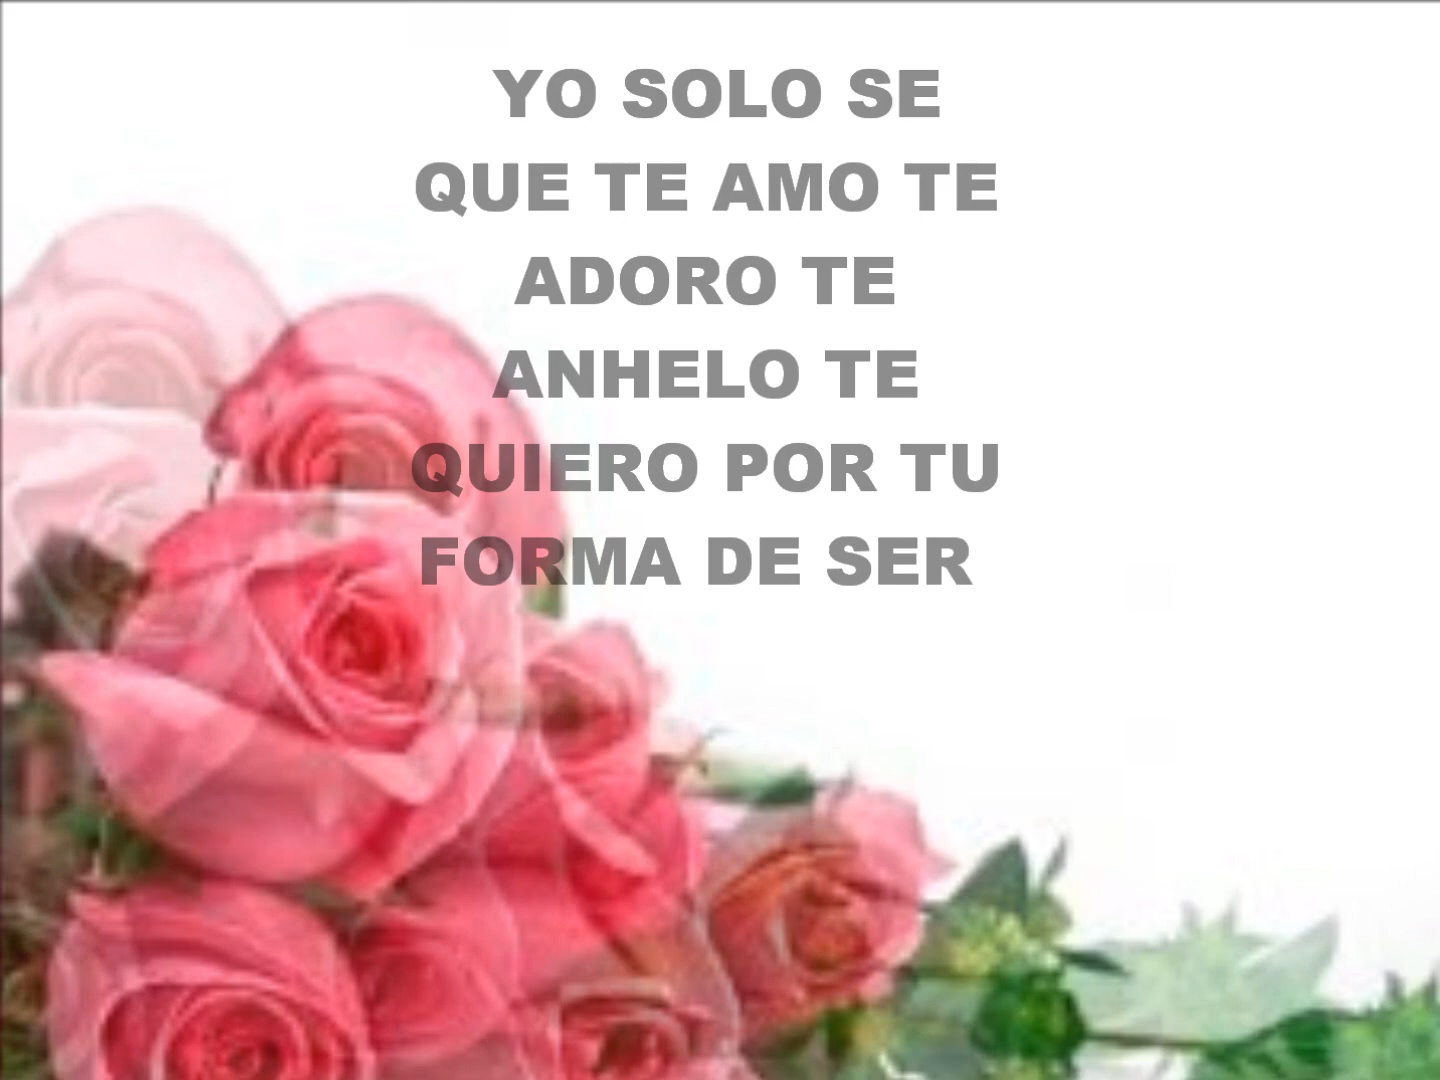 YO SOLO SE
QUE TE AMO TE
ADORO TE
ANHELO TE
QUIERO POR TU
FORMA DE SER